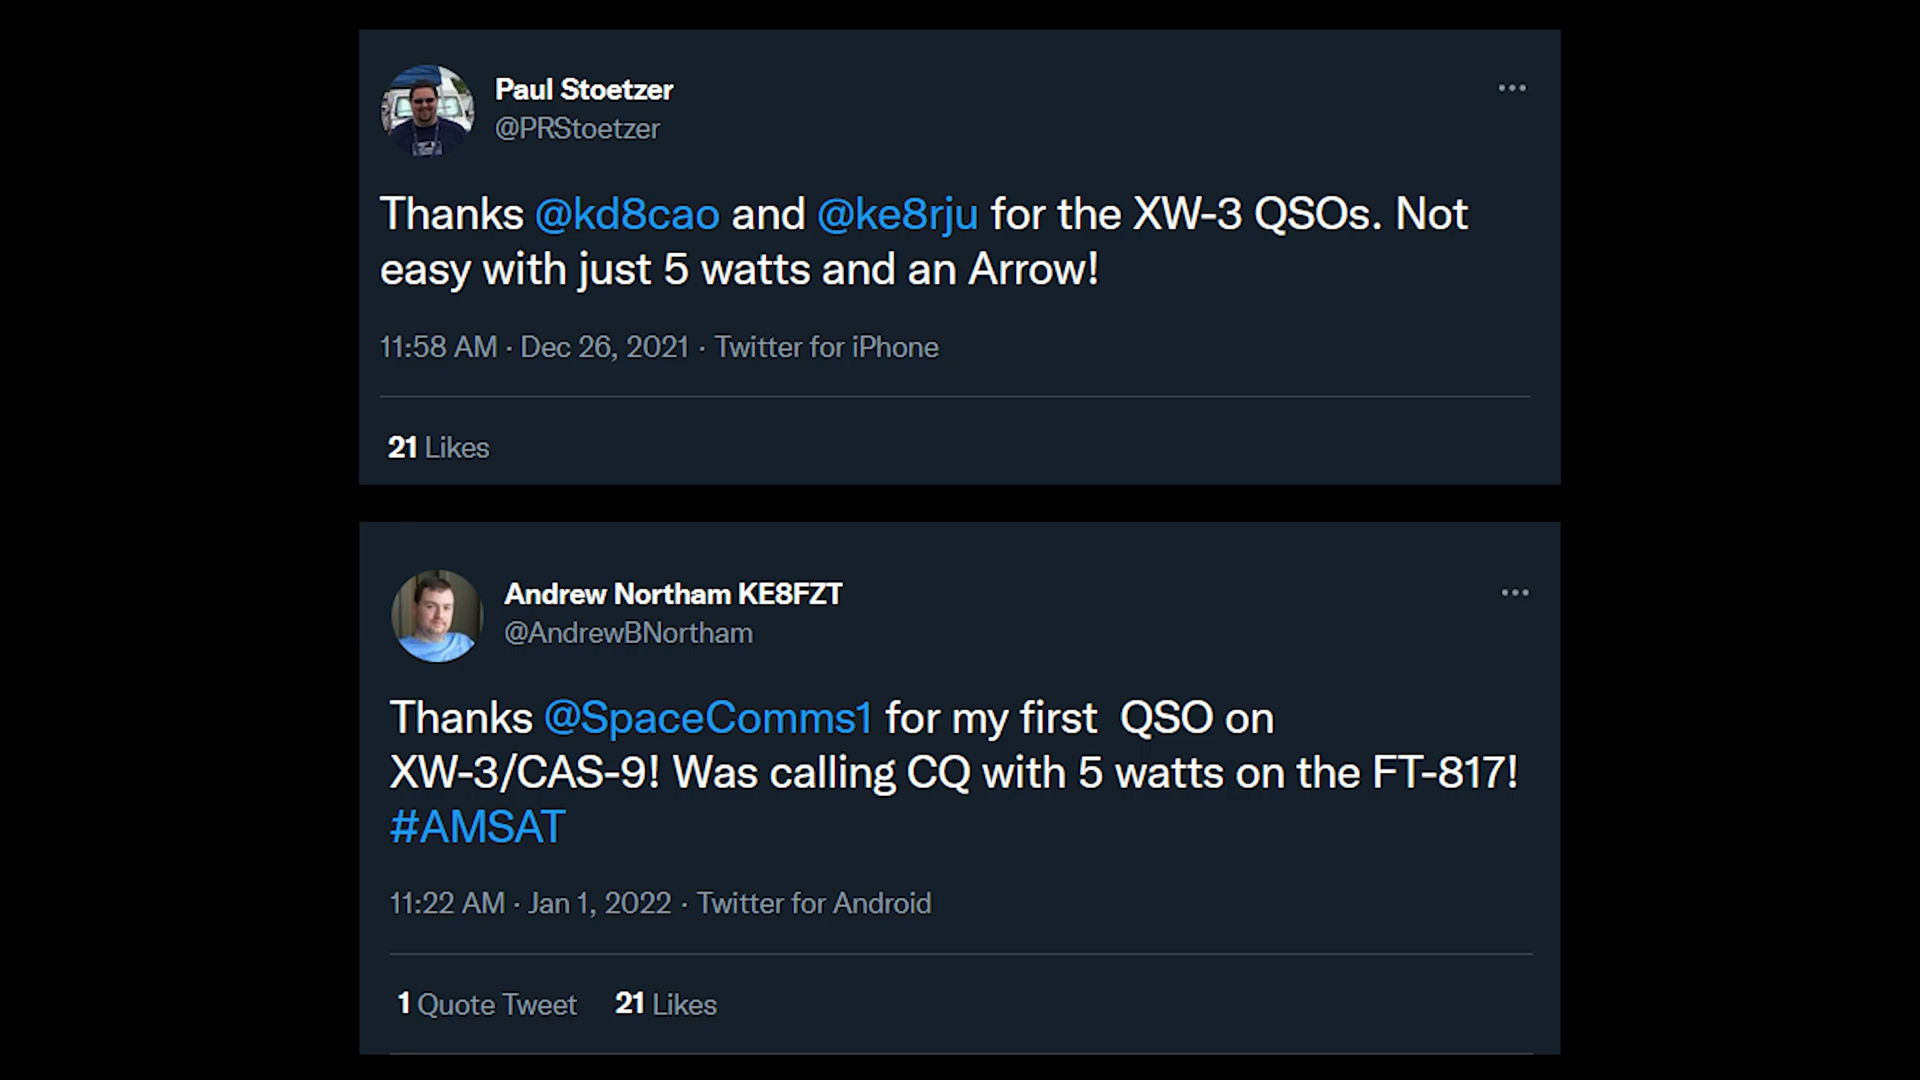 Paul Stoetzer
@PRStoetzer
Thanks @kd8cao and @ke8rju for the XW-3 QSOs. Not
easy with just 5 watts and an Arrow!
11:58 AM · Dec 26, 2021 · Twitter for iPhone
21 Likes
Andrew Northam KE8FZT
@AndrewBNortham
Thanks @SpaceComms1 for my first  QSO on
XW-3/CAS-9! Was calling CQ with 5 watts on the FT-817!
#AMSAT
11:22 AM · Jan 1, 2022 · Twitter for Android
1 Quote Tweet 21 Likes